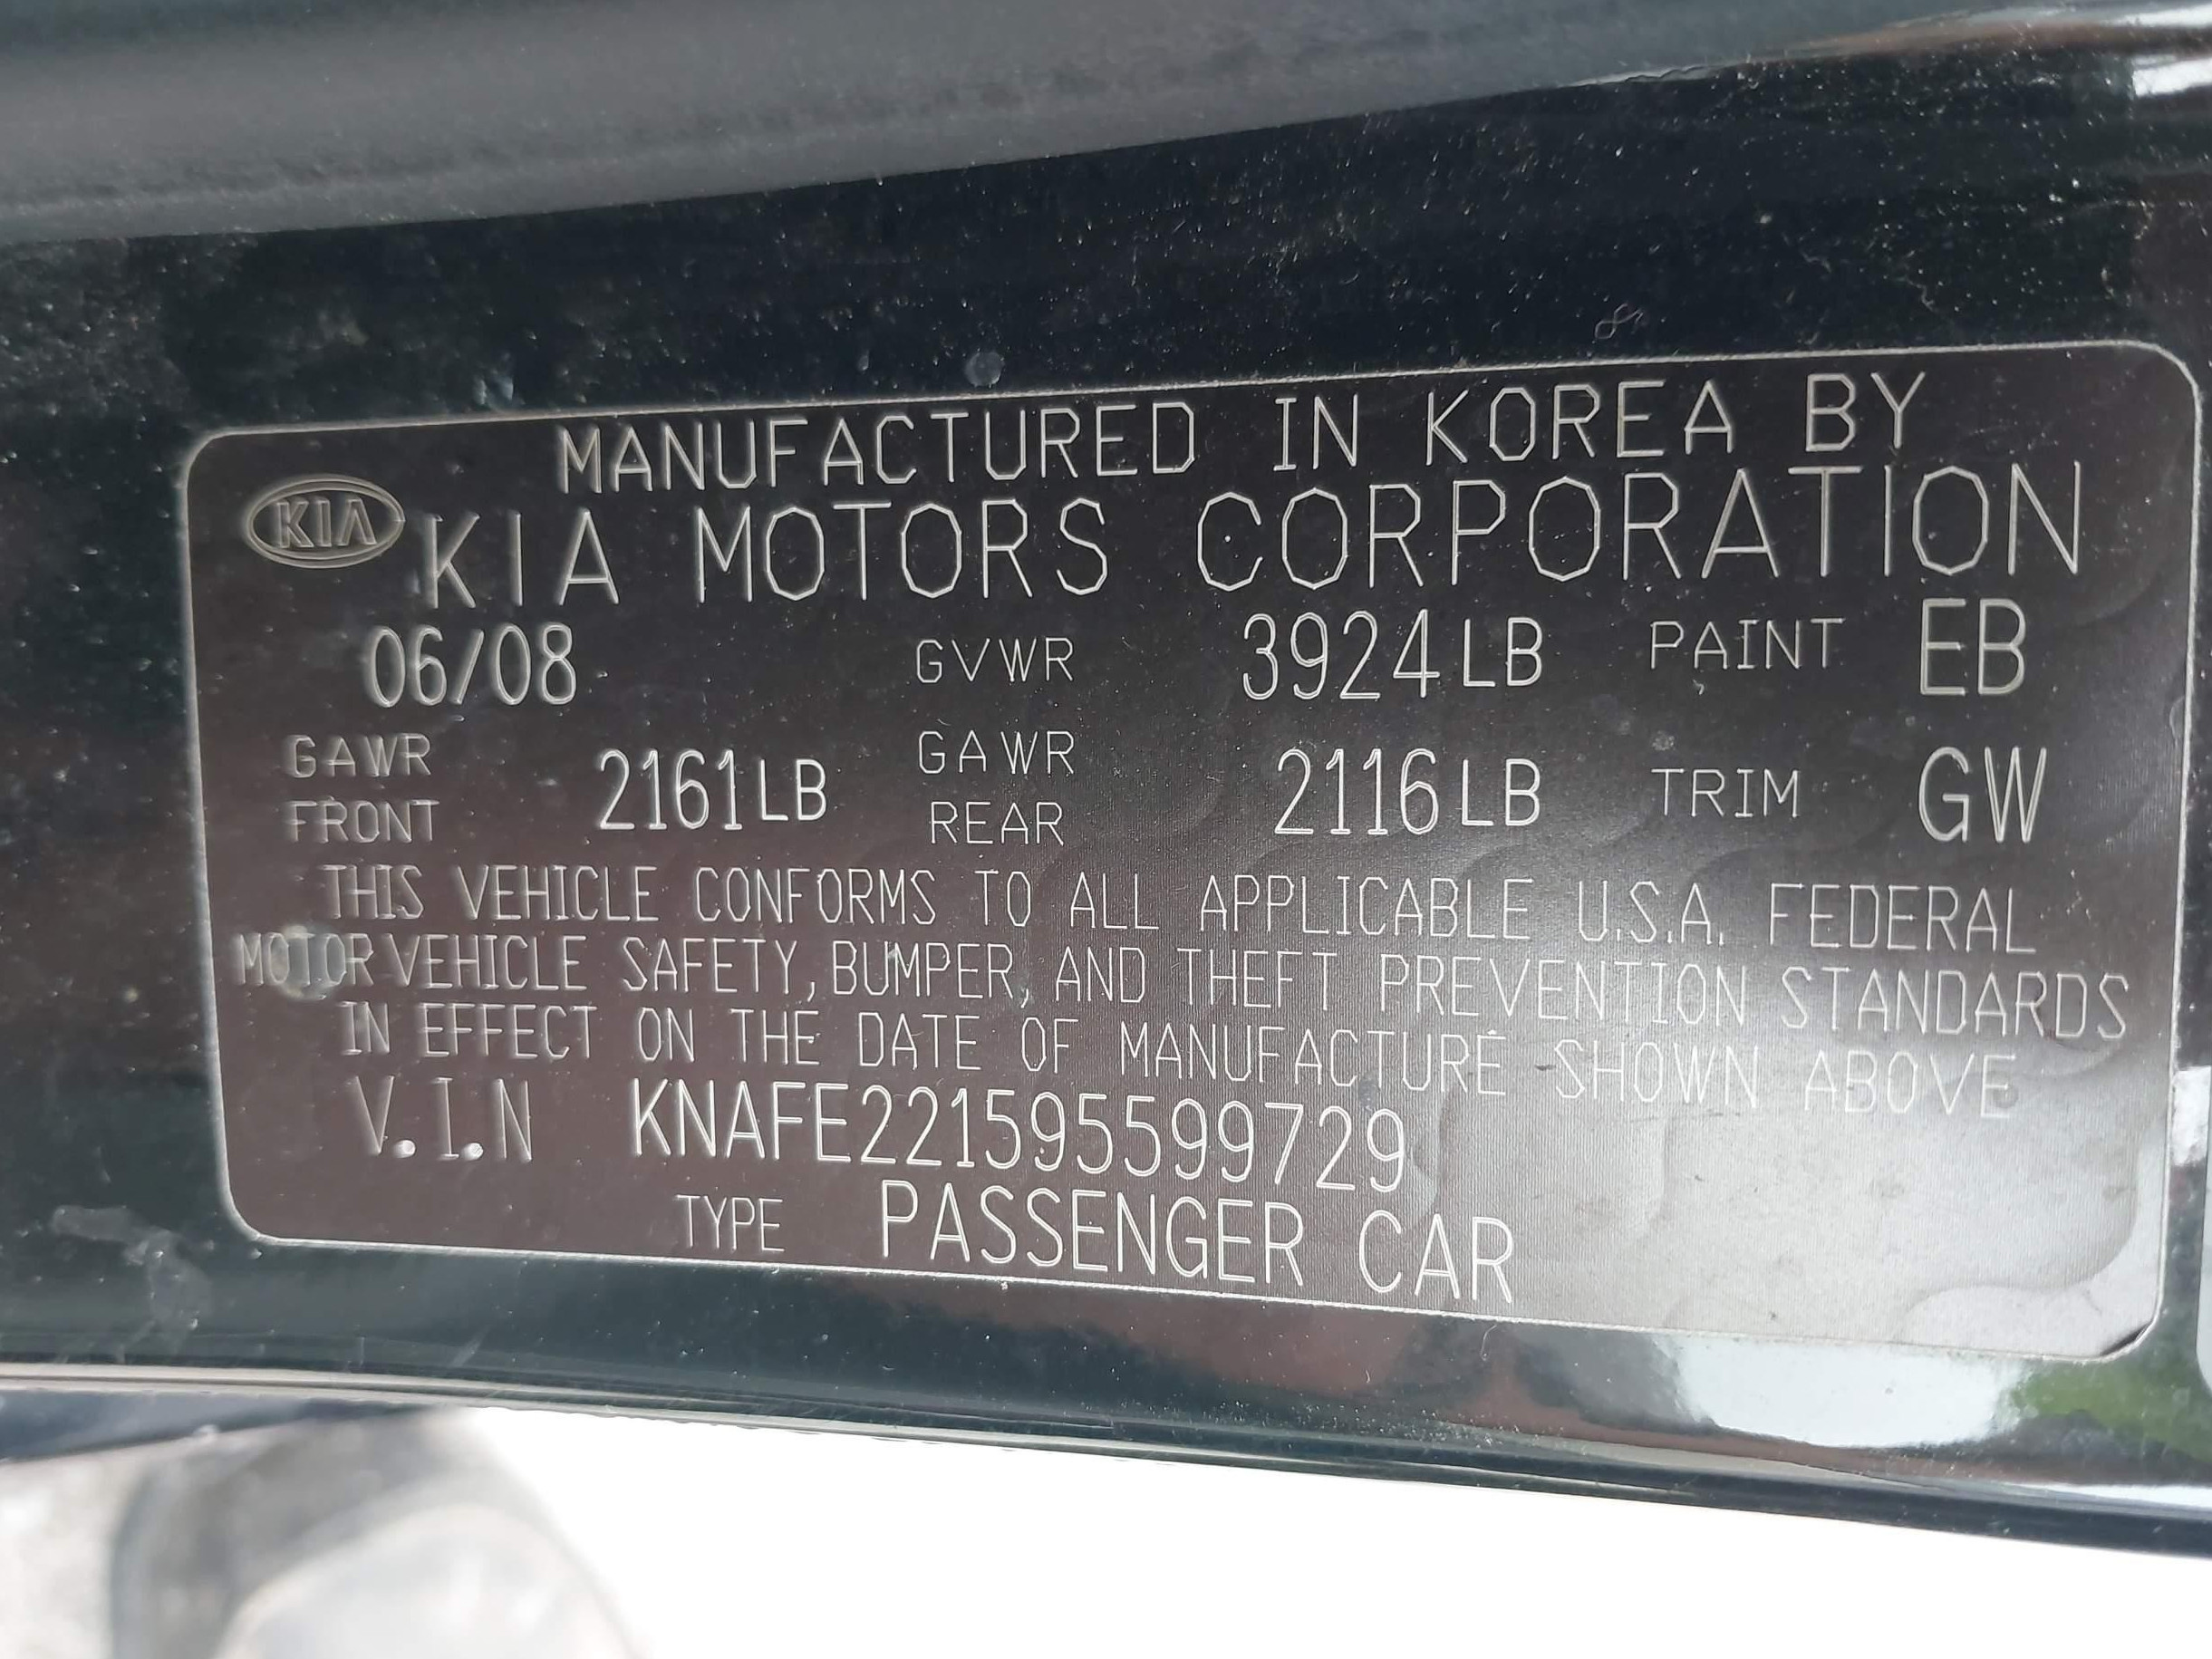 MANUFACTURED IN KOREA BY
KIA KIA MOTORS CORPORATION
06/08 GVWR 3924LB PAINT EB
GAWR FRONT 2161LB GAWR REAR 2116LB TRIM GW
THIS VEHICLE CONFORMS TO ALL APPLICABLE U.S.A. FEDERAL
MOTOR VEHICLE SAFETY, BUMPER, AND THEFT PREVENTION STANDARDS
IN EFFECT ON THE DATE OF MANUFACTURE SHOWN ABOVE
V.I.N KNAFE221595599729
TYPE PASSENGER CAR